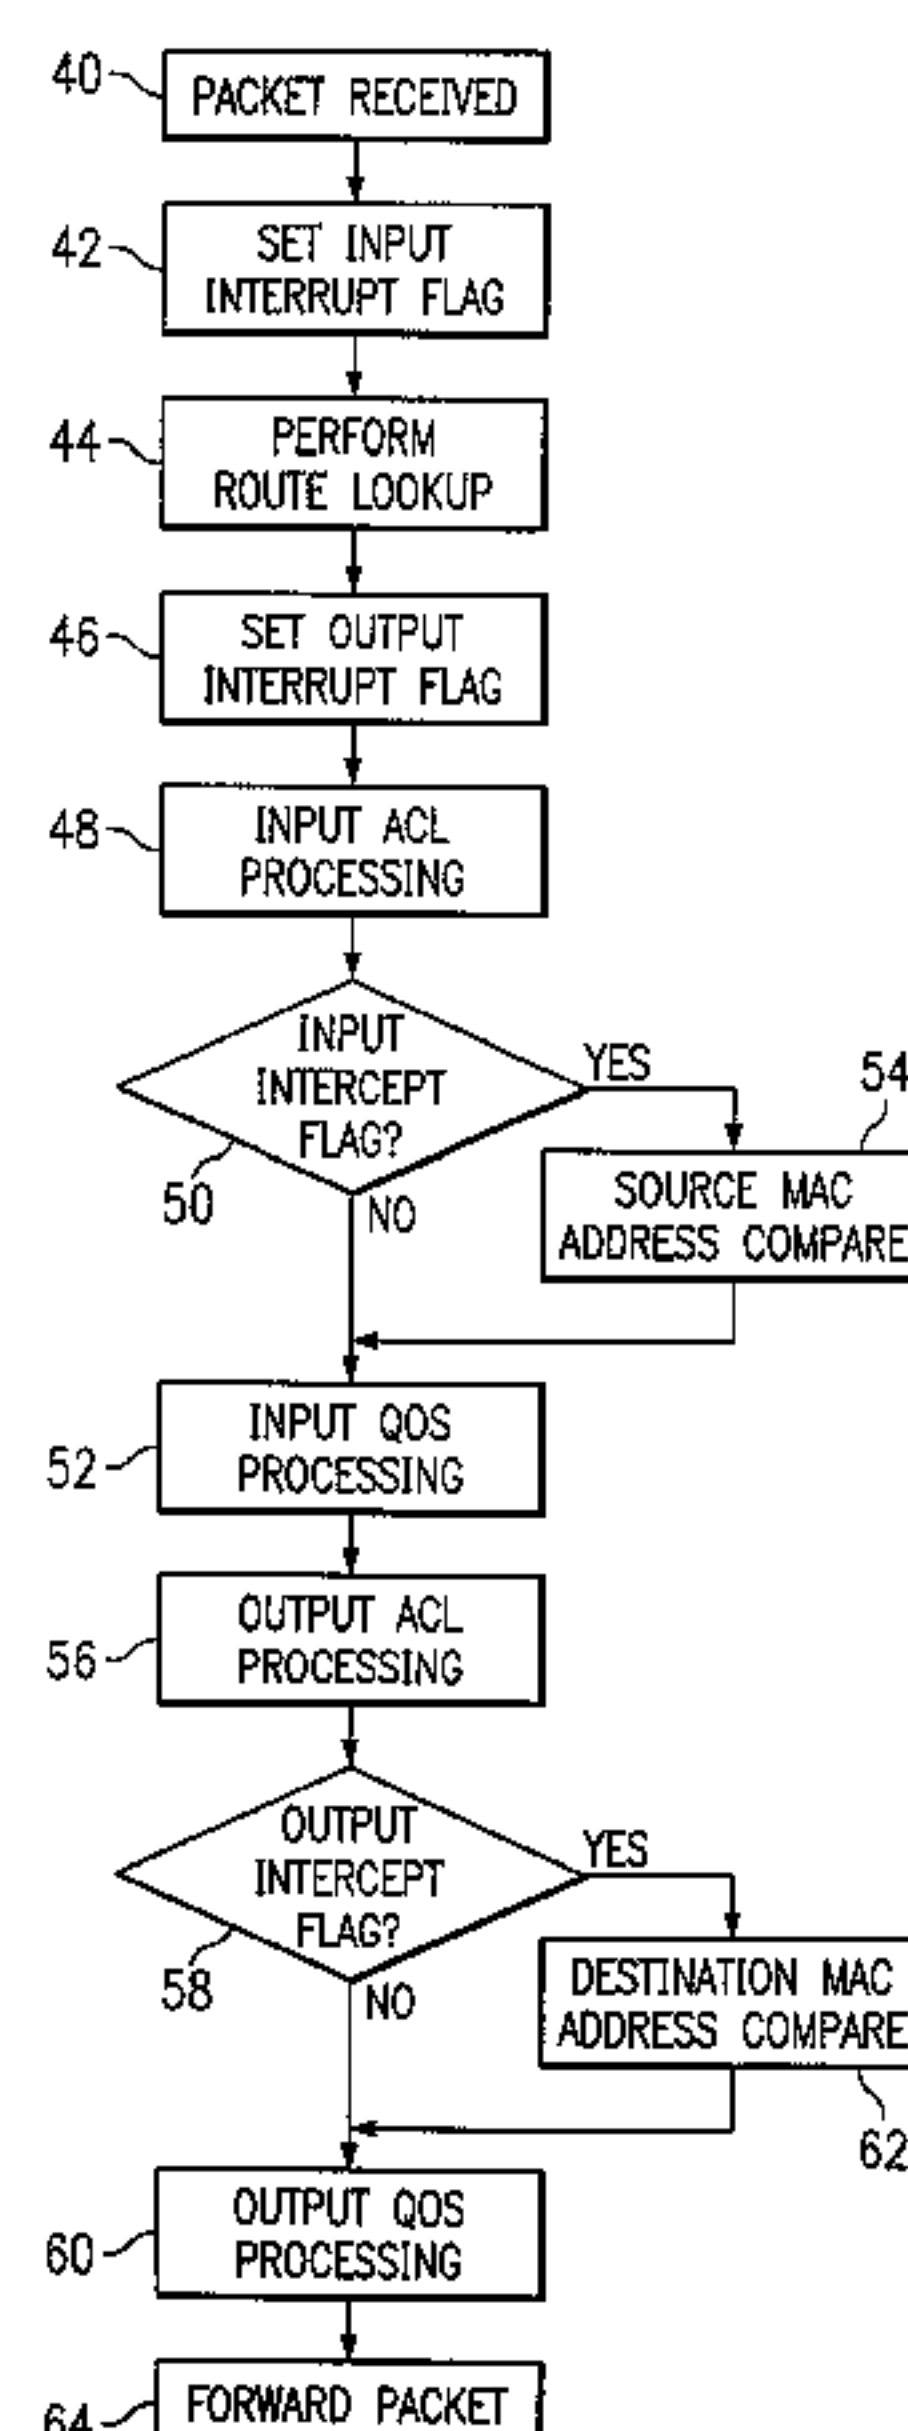 40
PACKET RECEIVED
42
SET INPUT
INTERRUPT FLAG
44
PERFORM
ROUTE LOOKUP
46
SET OUTPUT
INTERRUPT FLAG
48
INPUT ACL
PROCESSING
INPUT
INTERCEPT
FLAG?
YES
50
NO
54
SOURCE MAC
ADDRESS COMPARE
52
INPUT QOS
PROCESSING
56
OUTPUT ACL
PROCESSING
OUTPUT
INTERCEPT
FLAG?
YES
58
NO
DESTINATION MAC
ADDRESS COMPARE
62
60
OUTPUT QOS
PROCESSING
64
FORWARD PACKET